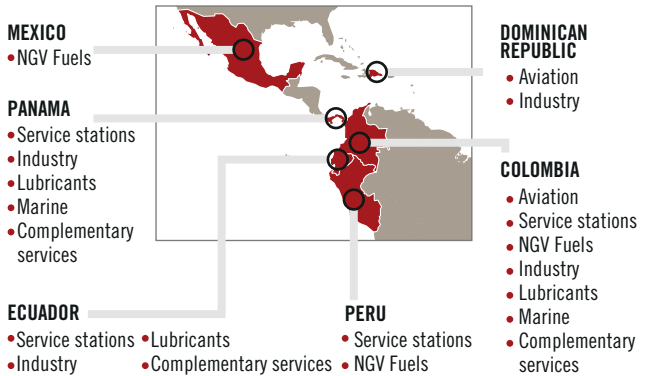 MEXICO
• NGV Fuels
PANAMA
• Service stations
• Industry
• Lubricants
• Marine
• Complementary
services
ECUADOR
• Service stations
• Industry
• Lubricants
• Complementary services
PERU
• Service stations
• NGV Fuels
DOMINICAN
REPUBLIC
• Aviation
• Industry
COLOMBIA
• Aviation
• Service stations
• NGV Fuels
• Industry
• Lubricants
• Marine
• Complementary
services